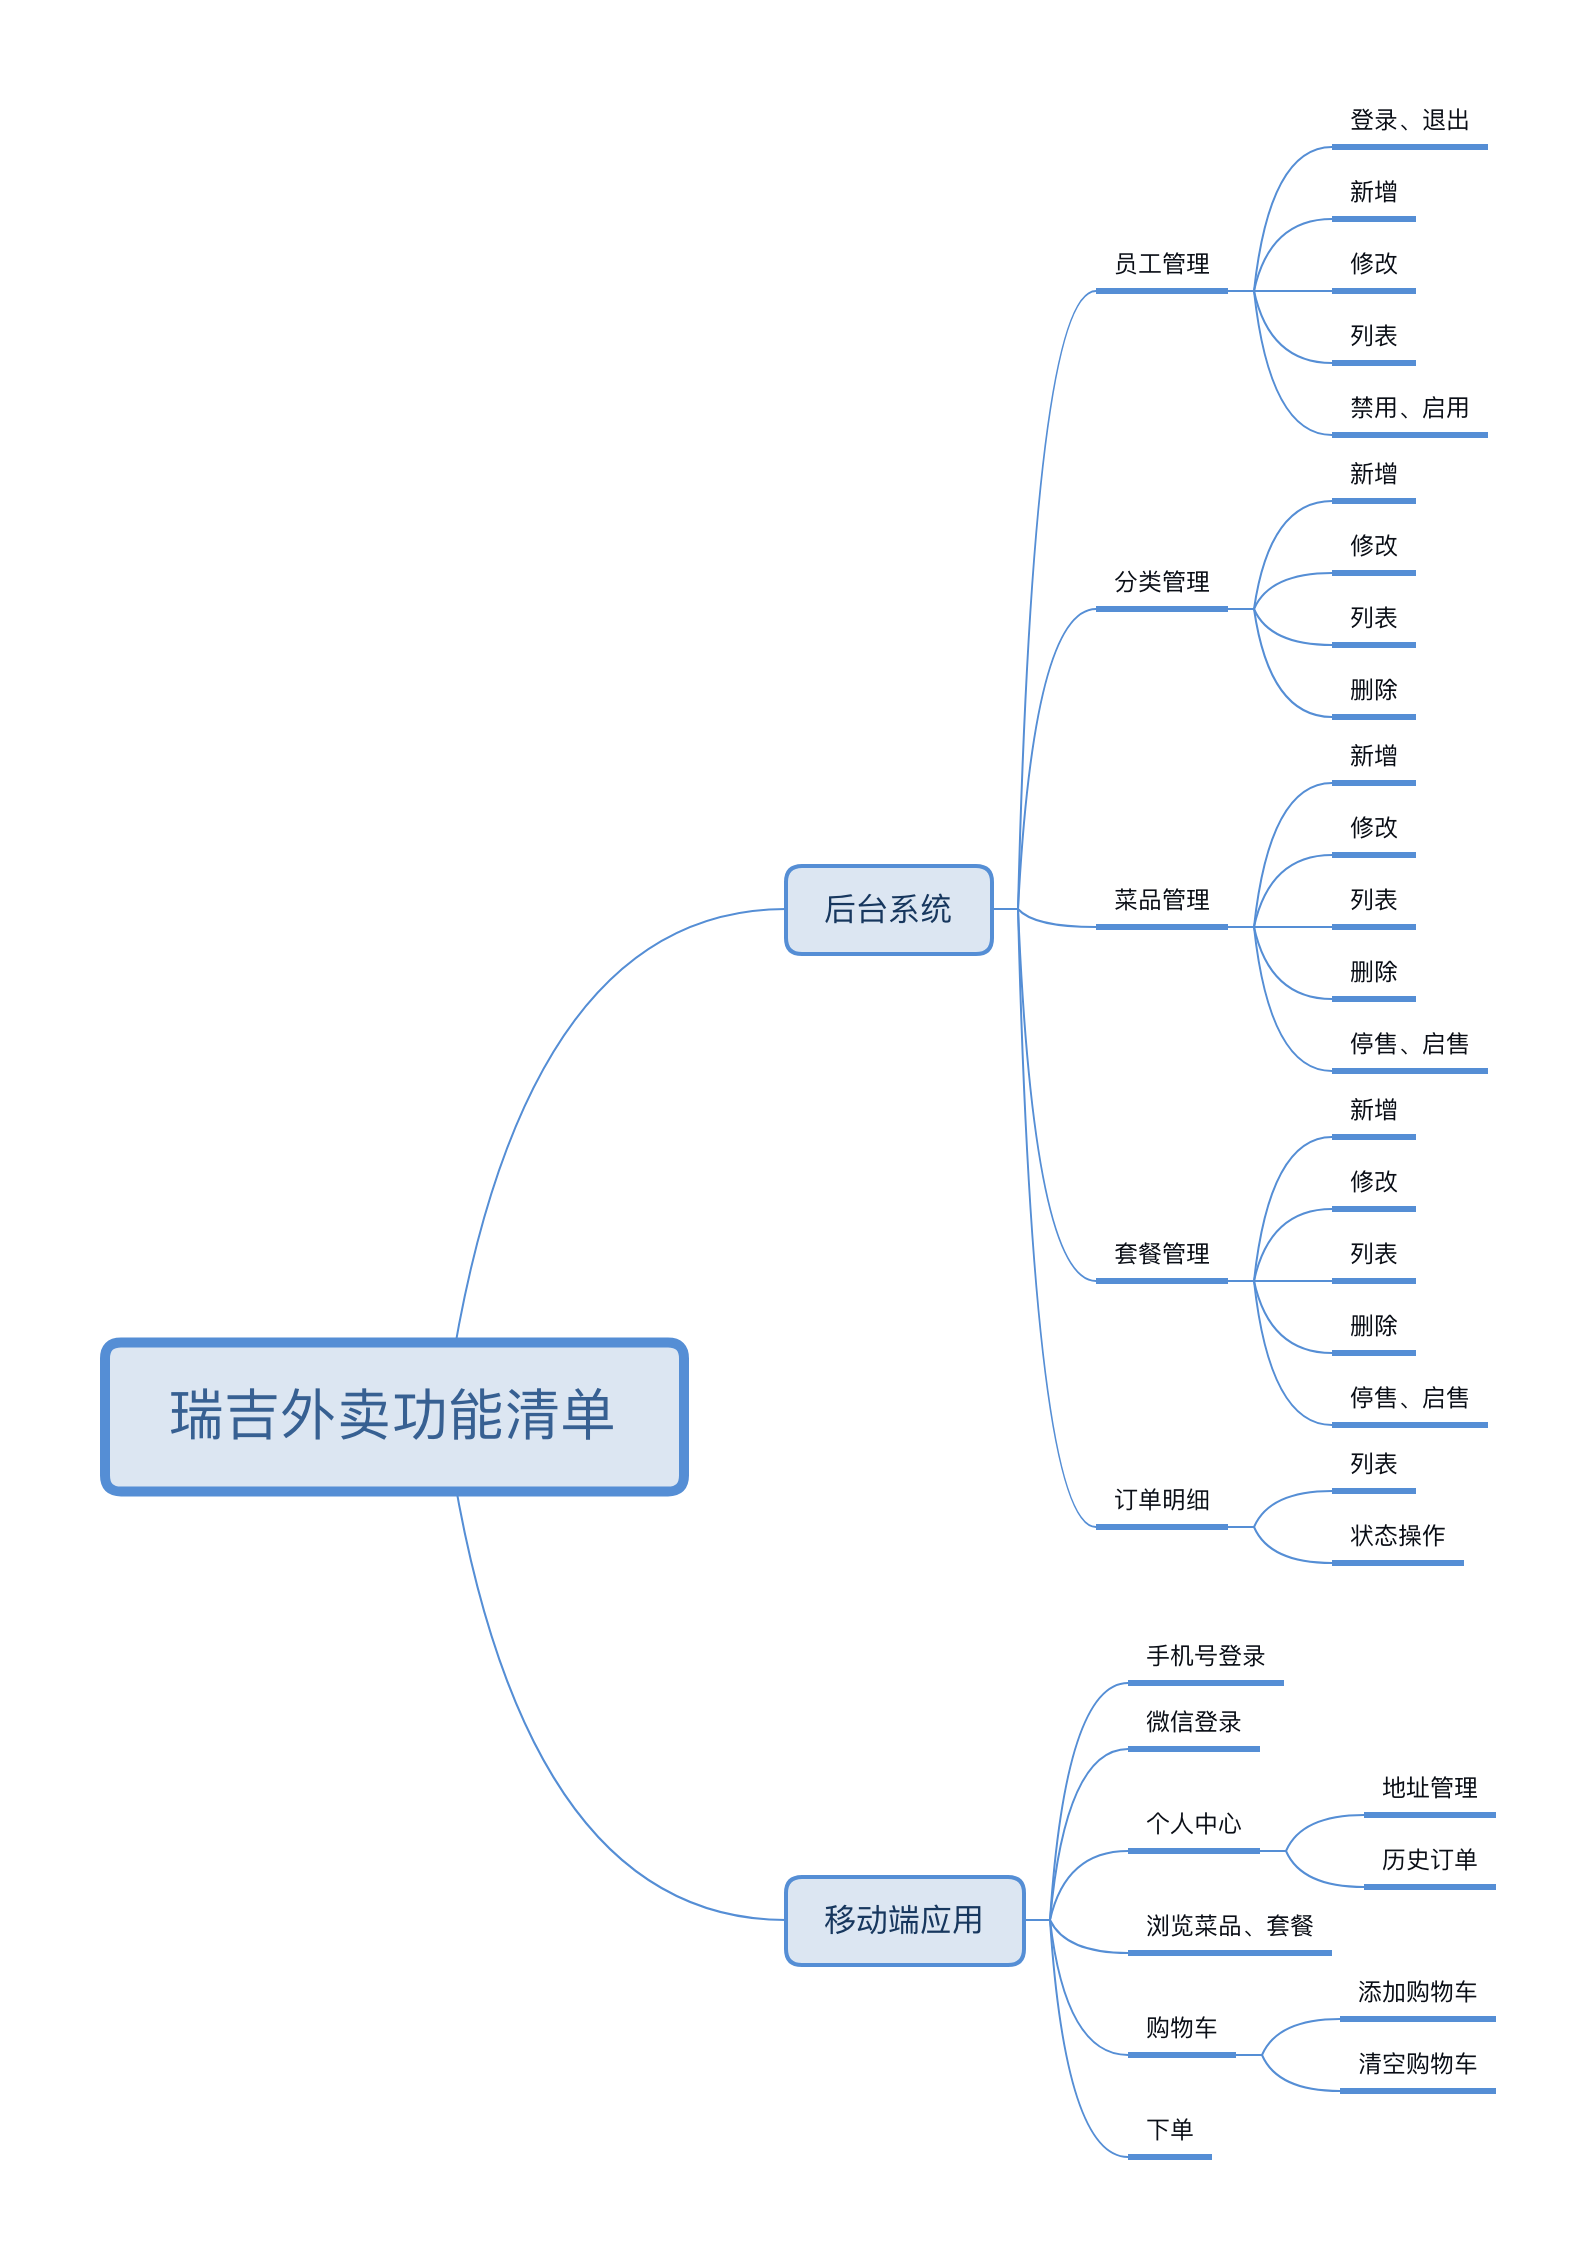 瑞吉外卖功能清单
后台系统
员工管理
登录、退出
新增
修改
列表
禁用、启用
分类管理
新增
修改
列表
删除
菜品管理
新增
修改
列表
删除
停售、启售
套餐管理
新增
修改
列表
删除
停售、启售
订单明细
列表
状态操作
移动端应用
手机号登录
微信登录
个人中心
地址管理
历史订单
浏览菜品、套餐
购物车
添加购物车
清空购物车
下单